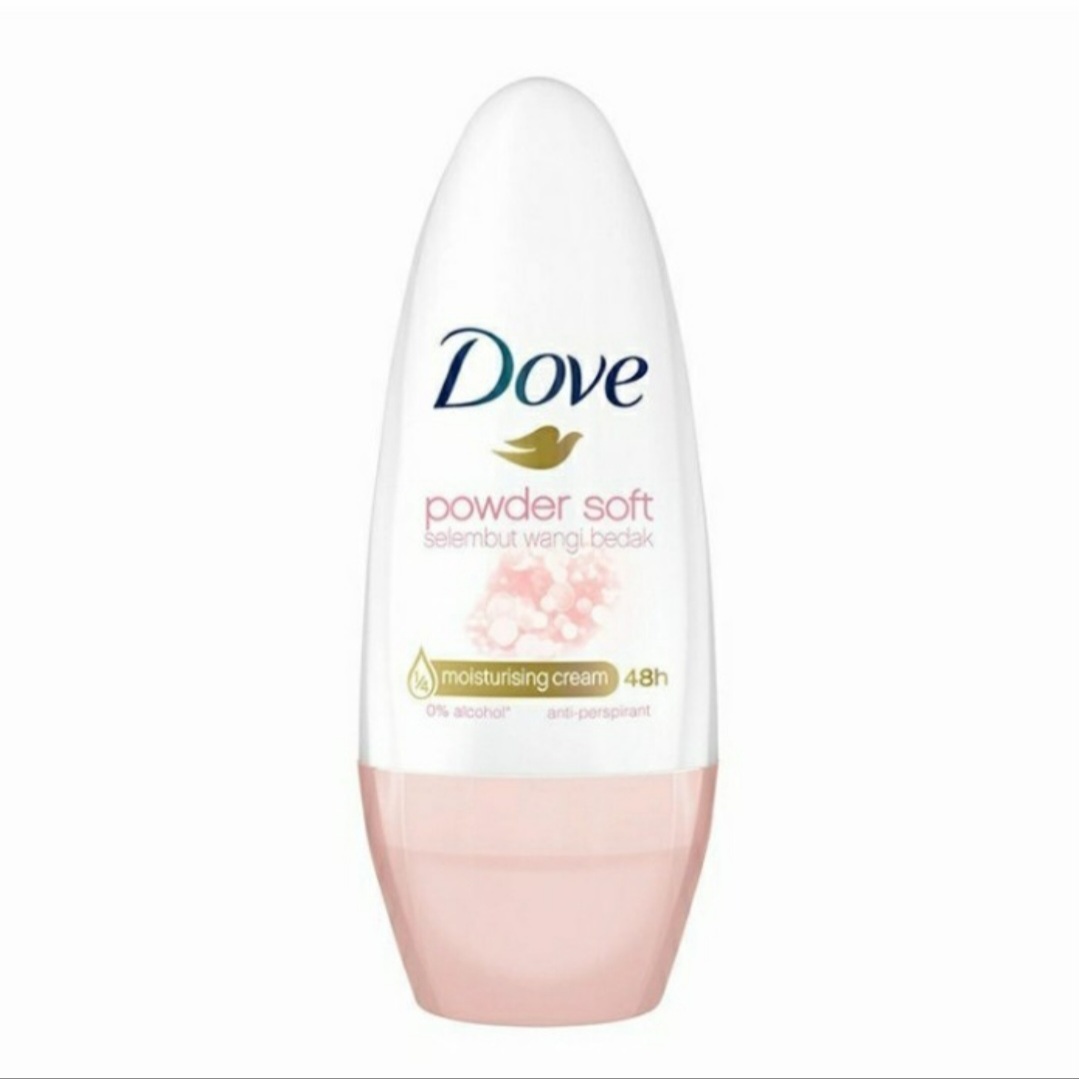 Dove
powder soft
selembut wangi bedak
¼ moisturising cream 48h
0% alcohol* anti-perspirant